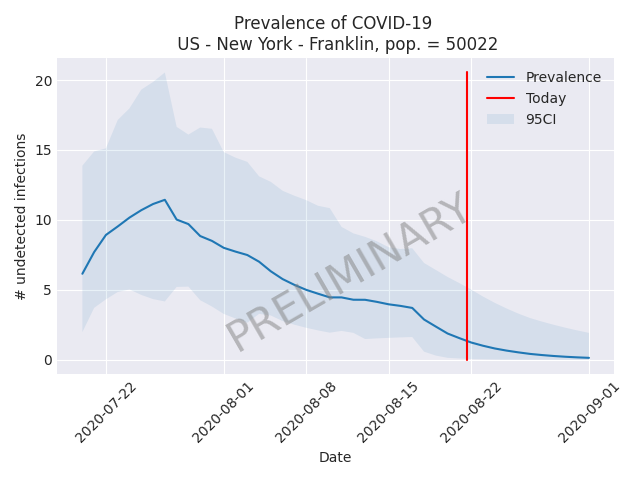 Prevalence of COVID-19
US - New York - Franklin, pop. = 50022
# undetected infections
20
15
10
5
0
Prevalence
Today
95CI
PRELIMINARY
2020-07-22
2020-08-01
2020-08-08
2020-08-15
2020-08-22
2020-09-01
Date